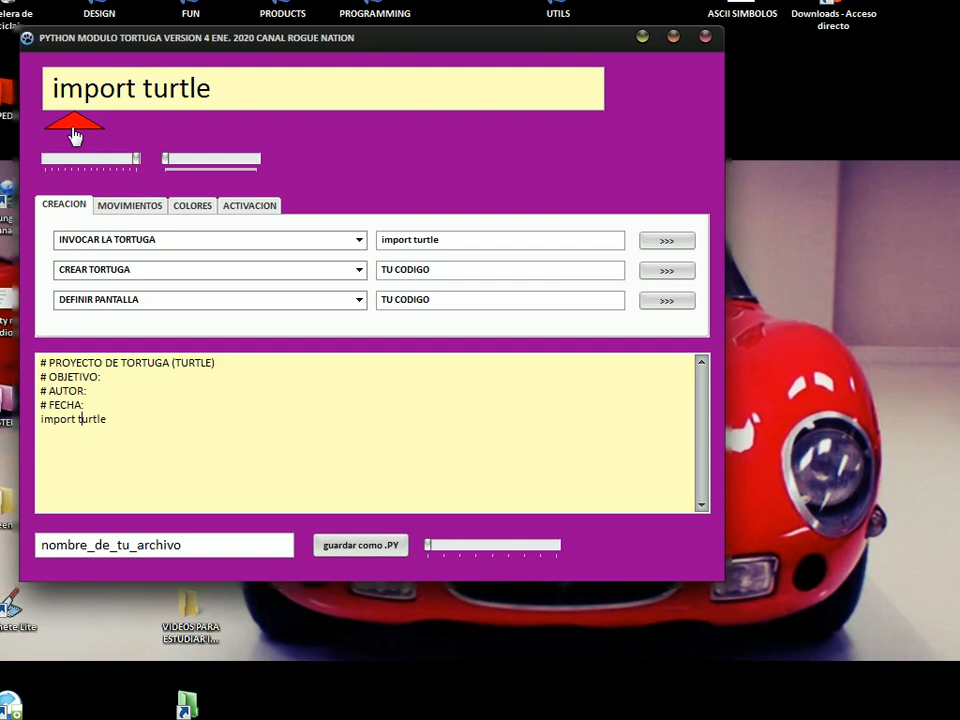 DESIGN
FUN
PRODUCTS
PROGRAMMING
UTILS
ASCII SIMBOLOS
Downloads - Acceso
directo
PYTHON MODULO TORTUGA VERSION 4 ENE. 2020 CANAL ROGUE NATION
import turtle
CREACION
MOVIMIENTOS
COLORES
ACTIVACION
INVOCAR LA TORTUGA
import turtle
>>>
CREAR TORTUGA
TU CODIGO
>>>
DEFINIR PANTALLA
TU CODIGO
>>>
# PROYECTO DE TORTUGA (TURTLE)
# OBJETIVO:
# AUTOR:
# FECHA:
import turtle
nombre_de_tu_archivo
guardar como .PY
VIDEOS PARA
ESTUDIAR I...